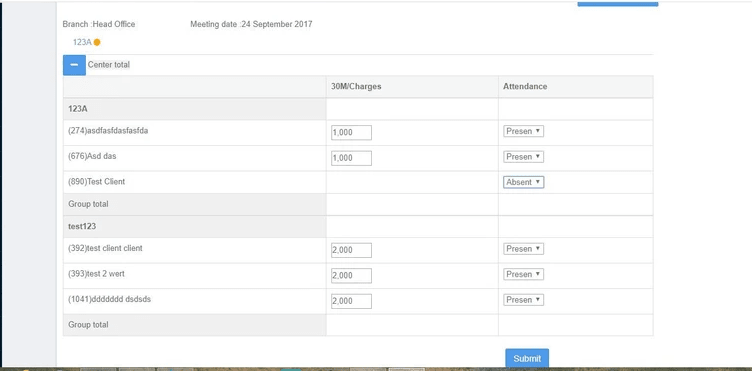 Branch :Head Office Meeting date :24 September 2017
123A
Center total
30M/Charges Attendance
123A
(274)asdfasfdasfasfda 1,000 Presen
(676)Asd das 1,000 Presen
(890)Test Client Absent
Group total
test123
(392)test client client 2,000 Presen
(393)test 2 wert 2,000 Presen
(1041)ddddddd dsdsds 2,000 Presen
Group total
Submit